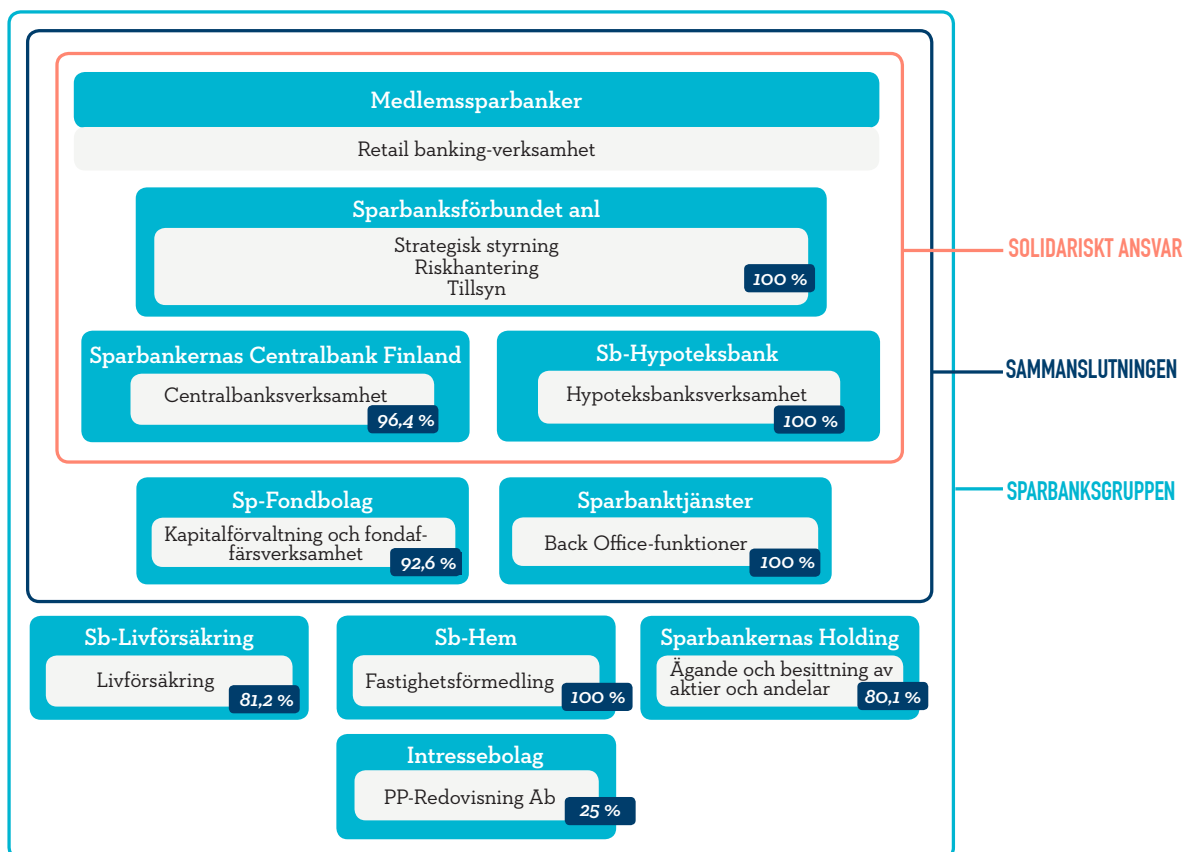 Medlemssparbanker
Retail banking-verksamhet
Sparbanksförbundet anl
Strategisk styrning
Riskhantering
Tillsyn
100 %
SOLIDARISKT ANSVAR
Sparbankernas Centralbank Finland
Centralbanksverksamhet
96,4 %
Sb-Hypoteksbank
Hypoteksbanksverksamhet
100 %
SAMMANSLUTNINGEN
Sp-Fondbolag
Kapitalförvaltning och fondaf-
färsverksamhet
92,6 %
Sparbanktjänster
Back Office-funktioner
100 %
SPARBANKSGRUPPEN
Sb-Livförsäkring
Livförsäkring
81,2 %
Sb-Hem
Fastighetsförmedling
100 %
Sparbankernas Holding
Ägande och besittning av
aktier och andelar
80,1 %
Intressebolag
PP-Redovisning Ab
25 %